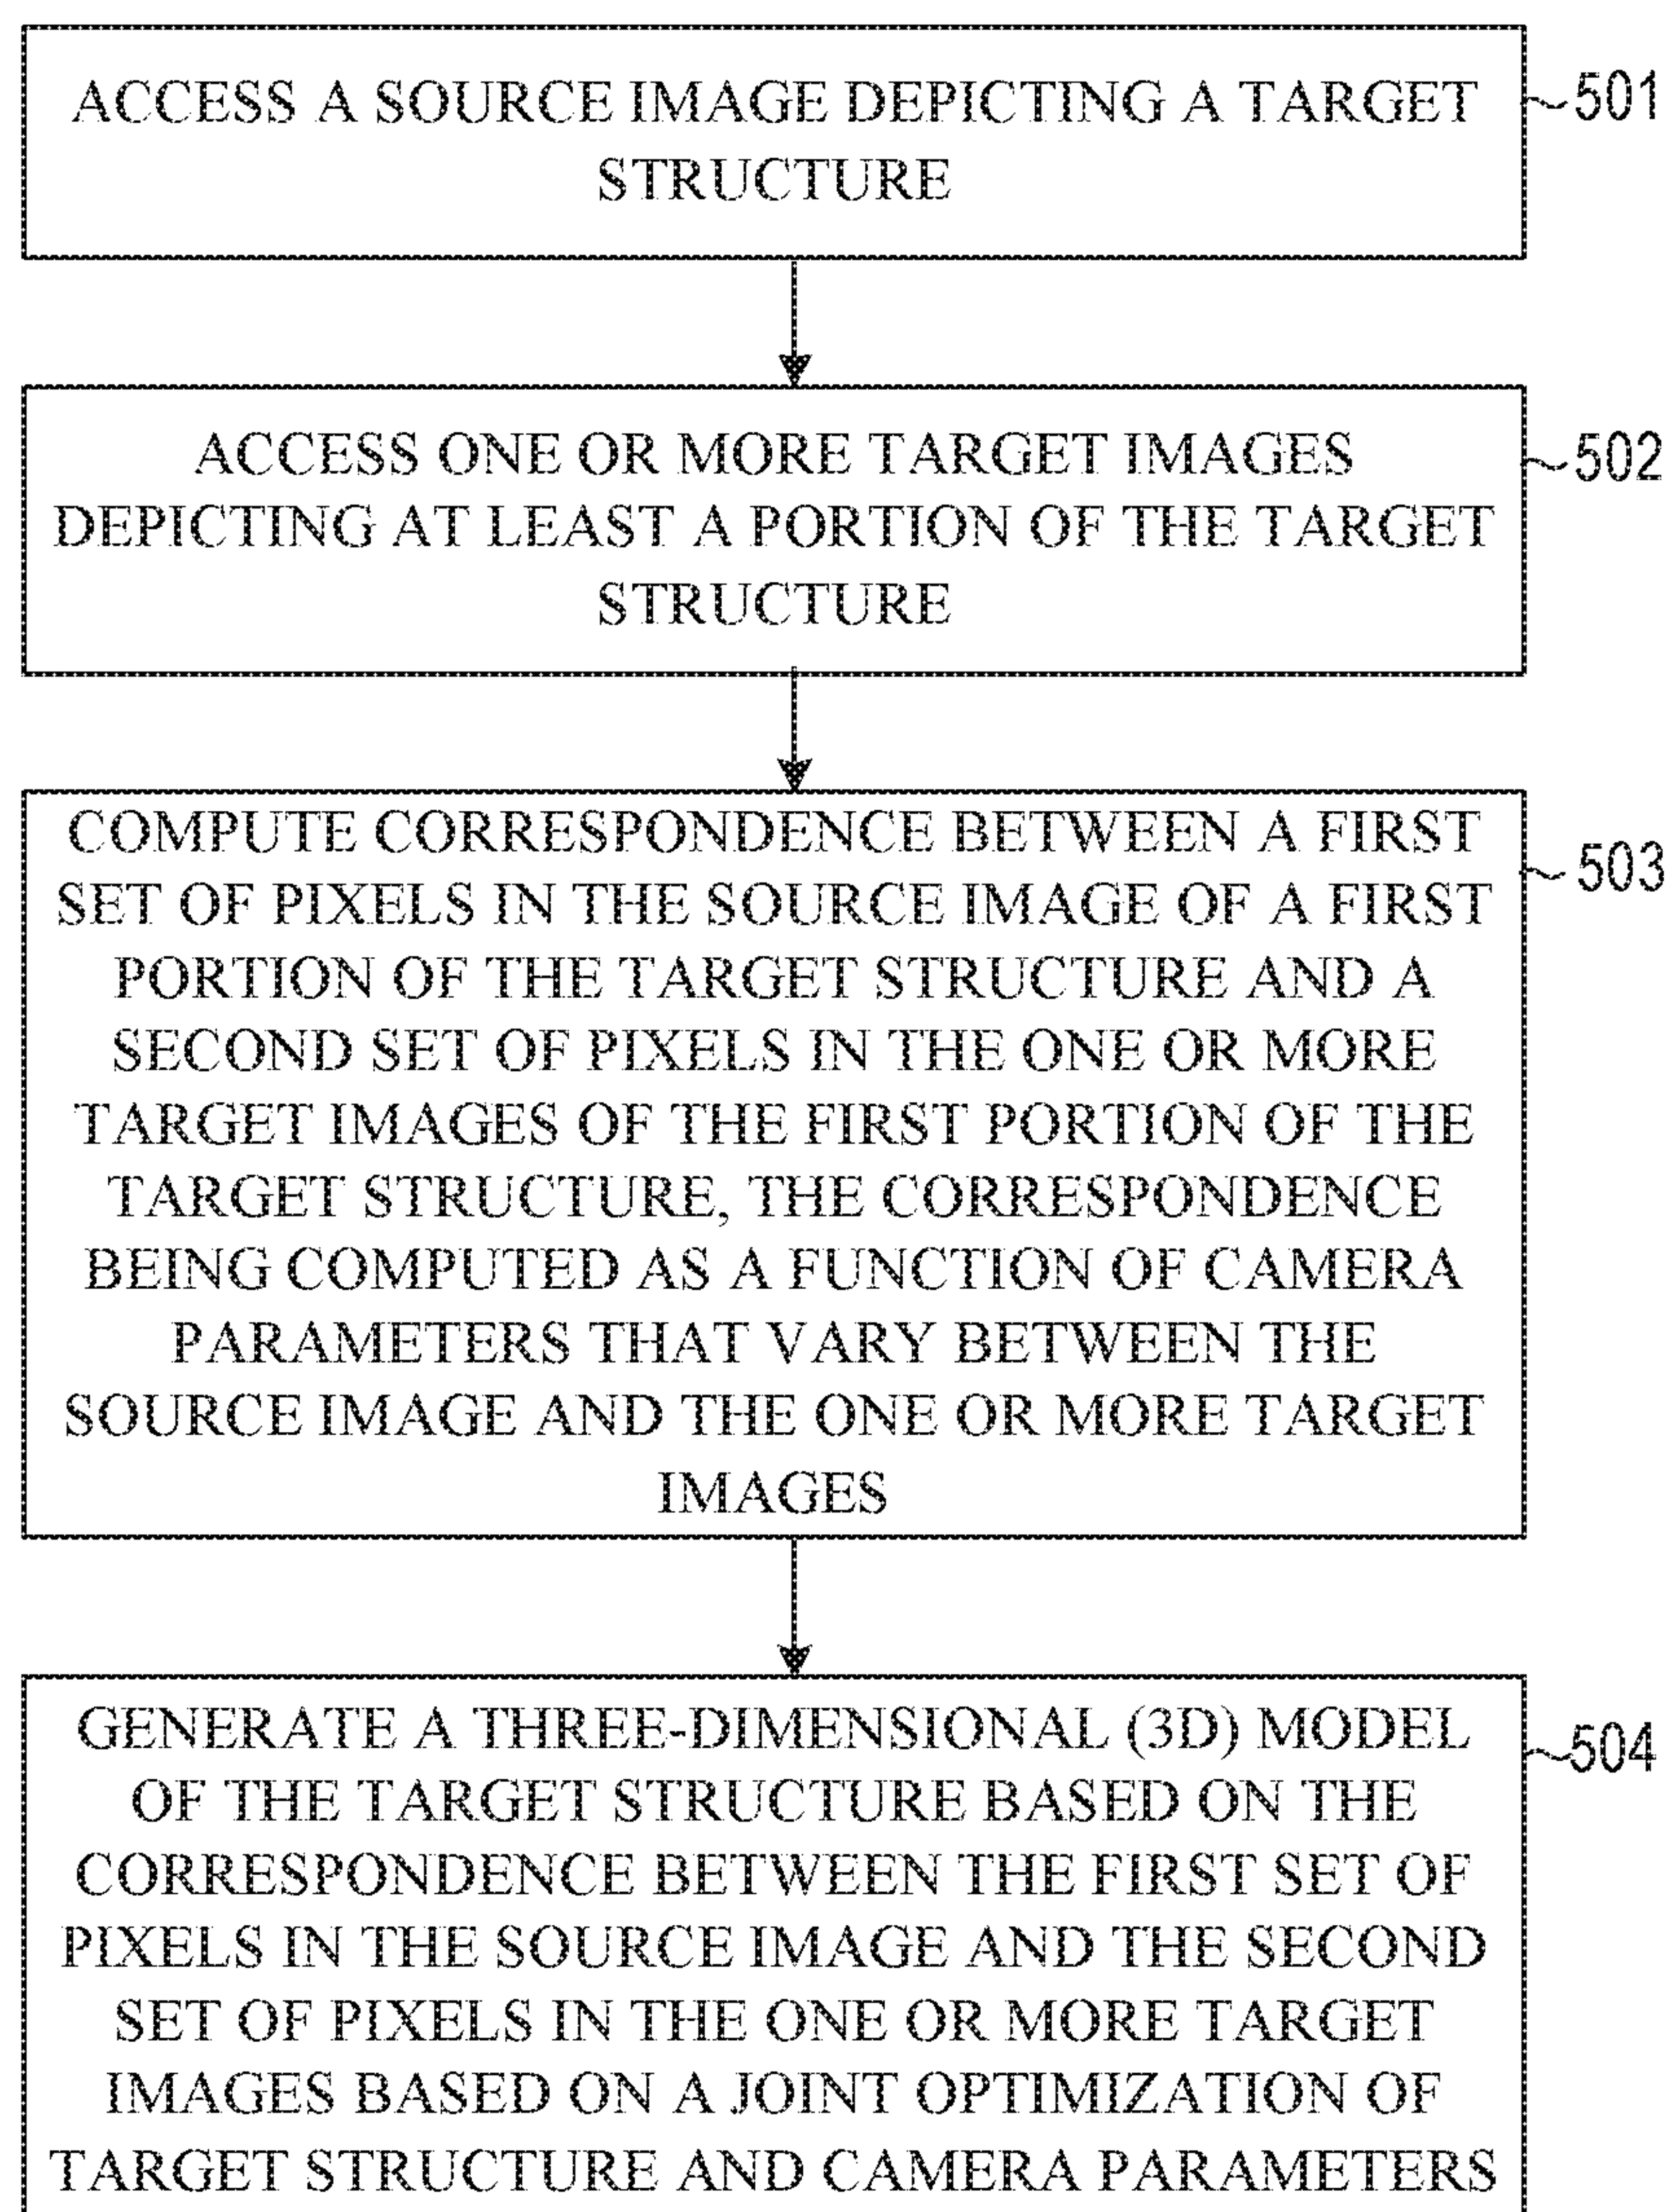 ACCESS A SOURCE IMAGE DEPICTING A TARGET
STRUCTURE
501
ACCESS ONE OR MORE TARGET IMAGES
DEPICTING AT LEAST A PORTION OF THE TARGET
STRUCTURE
502
COMPUTE CORRESPONDENCE BETWEEN A FIRST
SET OF PIXELS IN THE SOURCE IMAGE OF A FIRST
PORTION OF THE TARGET STRUCTURE AND A
SECOND SET OF PIXELS IN THE ONE OR MORE
TARGET IMAGES OF THE FIRST PORTION OF THE
TARGET STRUCTURE, THE CORRESPONDENCE
BEING COMPUTED AS A FUNCTION OF CAMERA
PARAMETERS THAT VARY BETWEEN THE
SOURCE IMAGE AND THE ONE OR MORE TARGET
IMAGES
503
GENERATE A THREE-DIMENSIONAL (3D) MODEL
OF THE TARGET STRUCTURE BASED ON THE
CORRESPONDENCE BETWEEN THE FIRST SET OF
PIXELS IN THE SOURCE IMAGE AND THE SECOND
SET OF PIXELS IN THE ONE OR MORE TARGET
IMAGES BASED ON A JOINT OPTIMIZATION OF
TARGET STRUCTURE AND CAMERA PARAMETERS
504